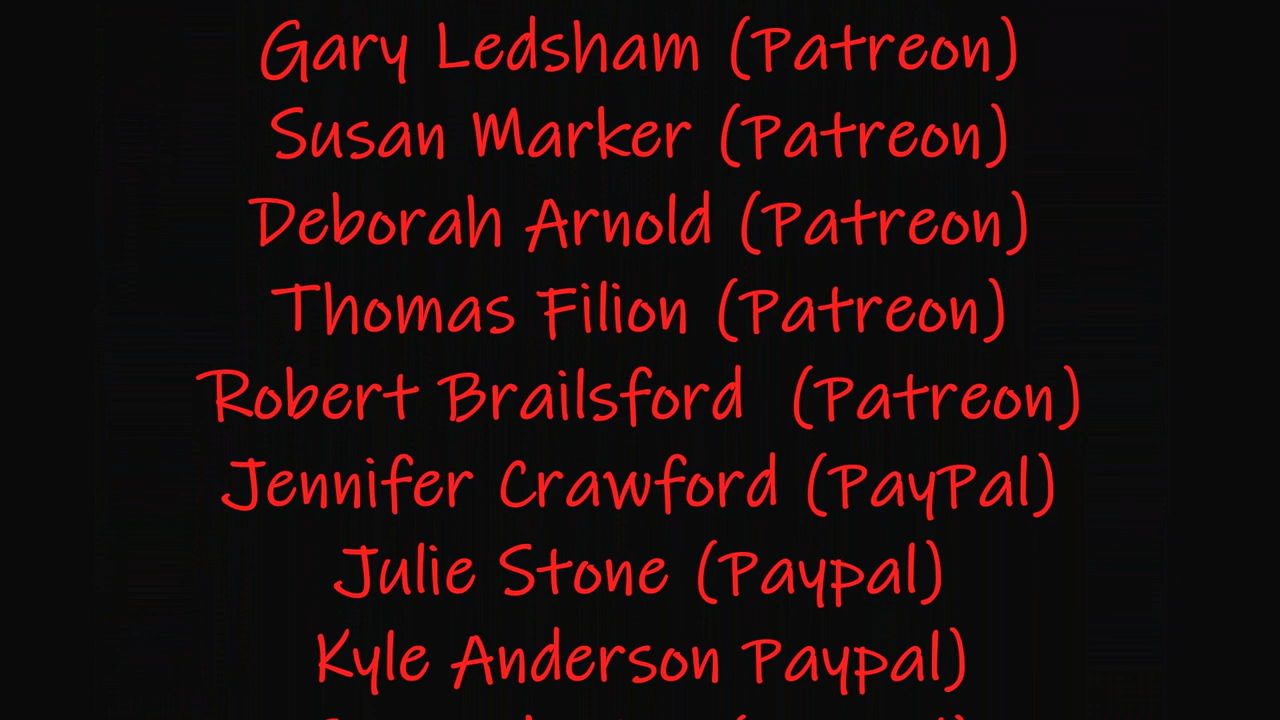 Gary Ledsham (Patreon)
Susan Marker (Patreon)
Deborah Arnold (Patreon)
Thomas Filion (Patreon)
Robert Brailsford  (Patreon)
Jennifer Crawford (PayPal)
Julie Stone (Paypal)
Kyle Anderson Paypal)